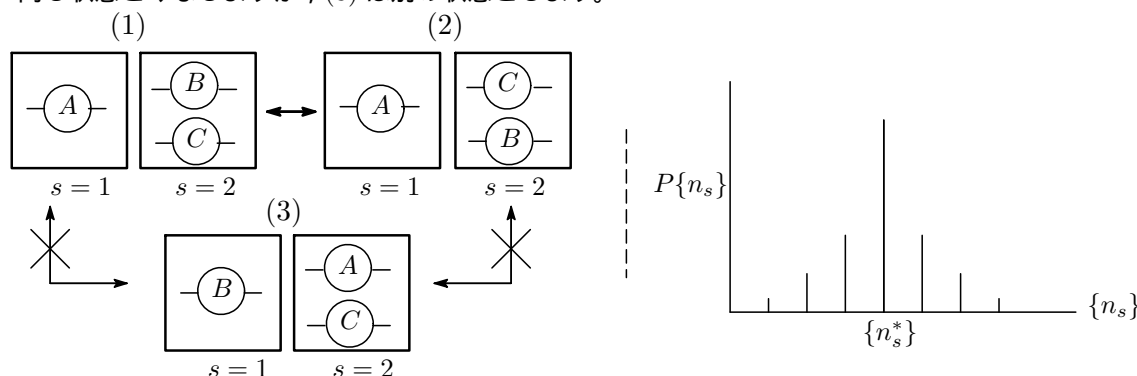 (1)
(2)
A
B
C
A
C
B
s = 1
s = 2
s = 1
s = 2
(3)
B
A
C
s = 1
s = 2
P{n_s}
{n_s}
{n_s^*}